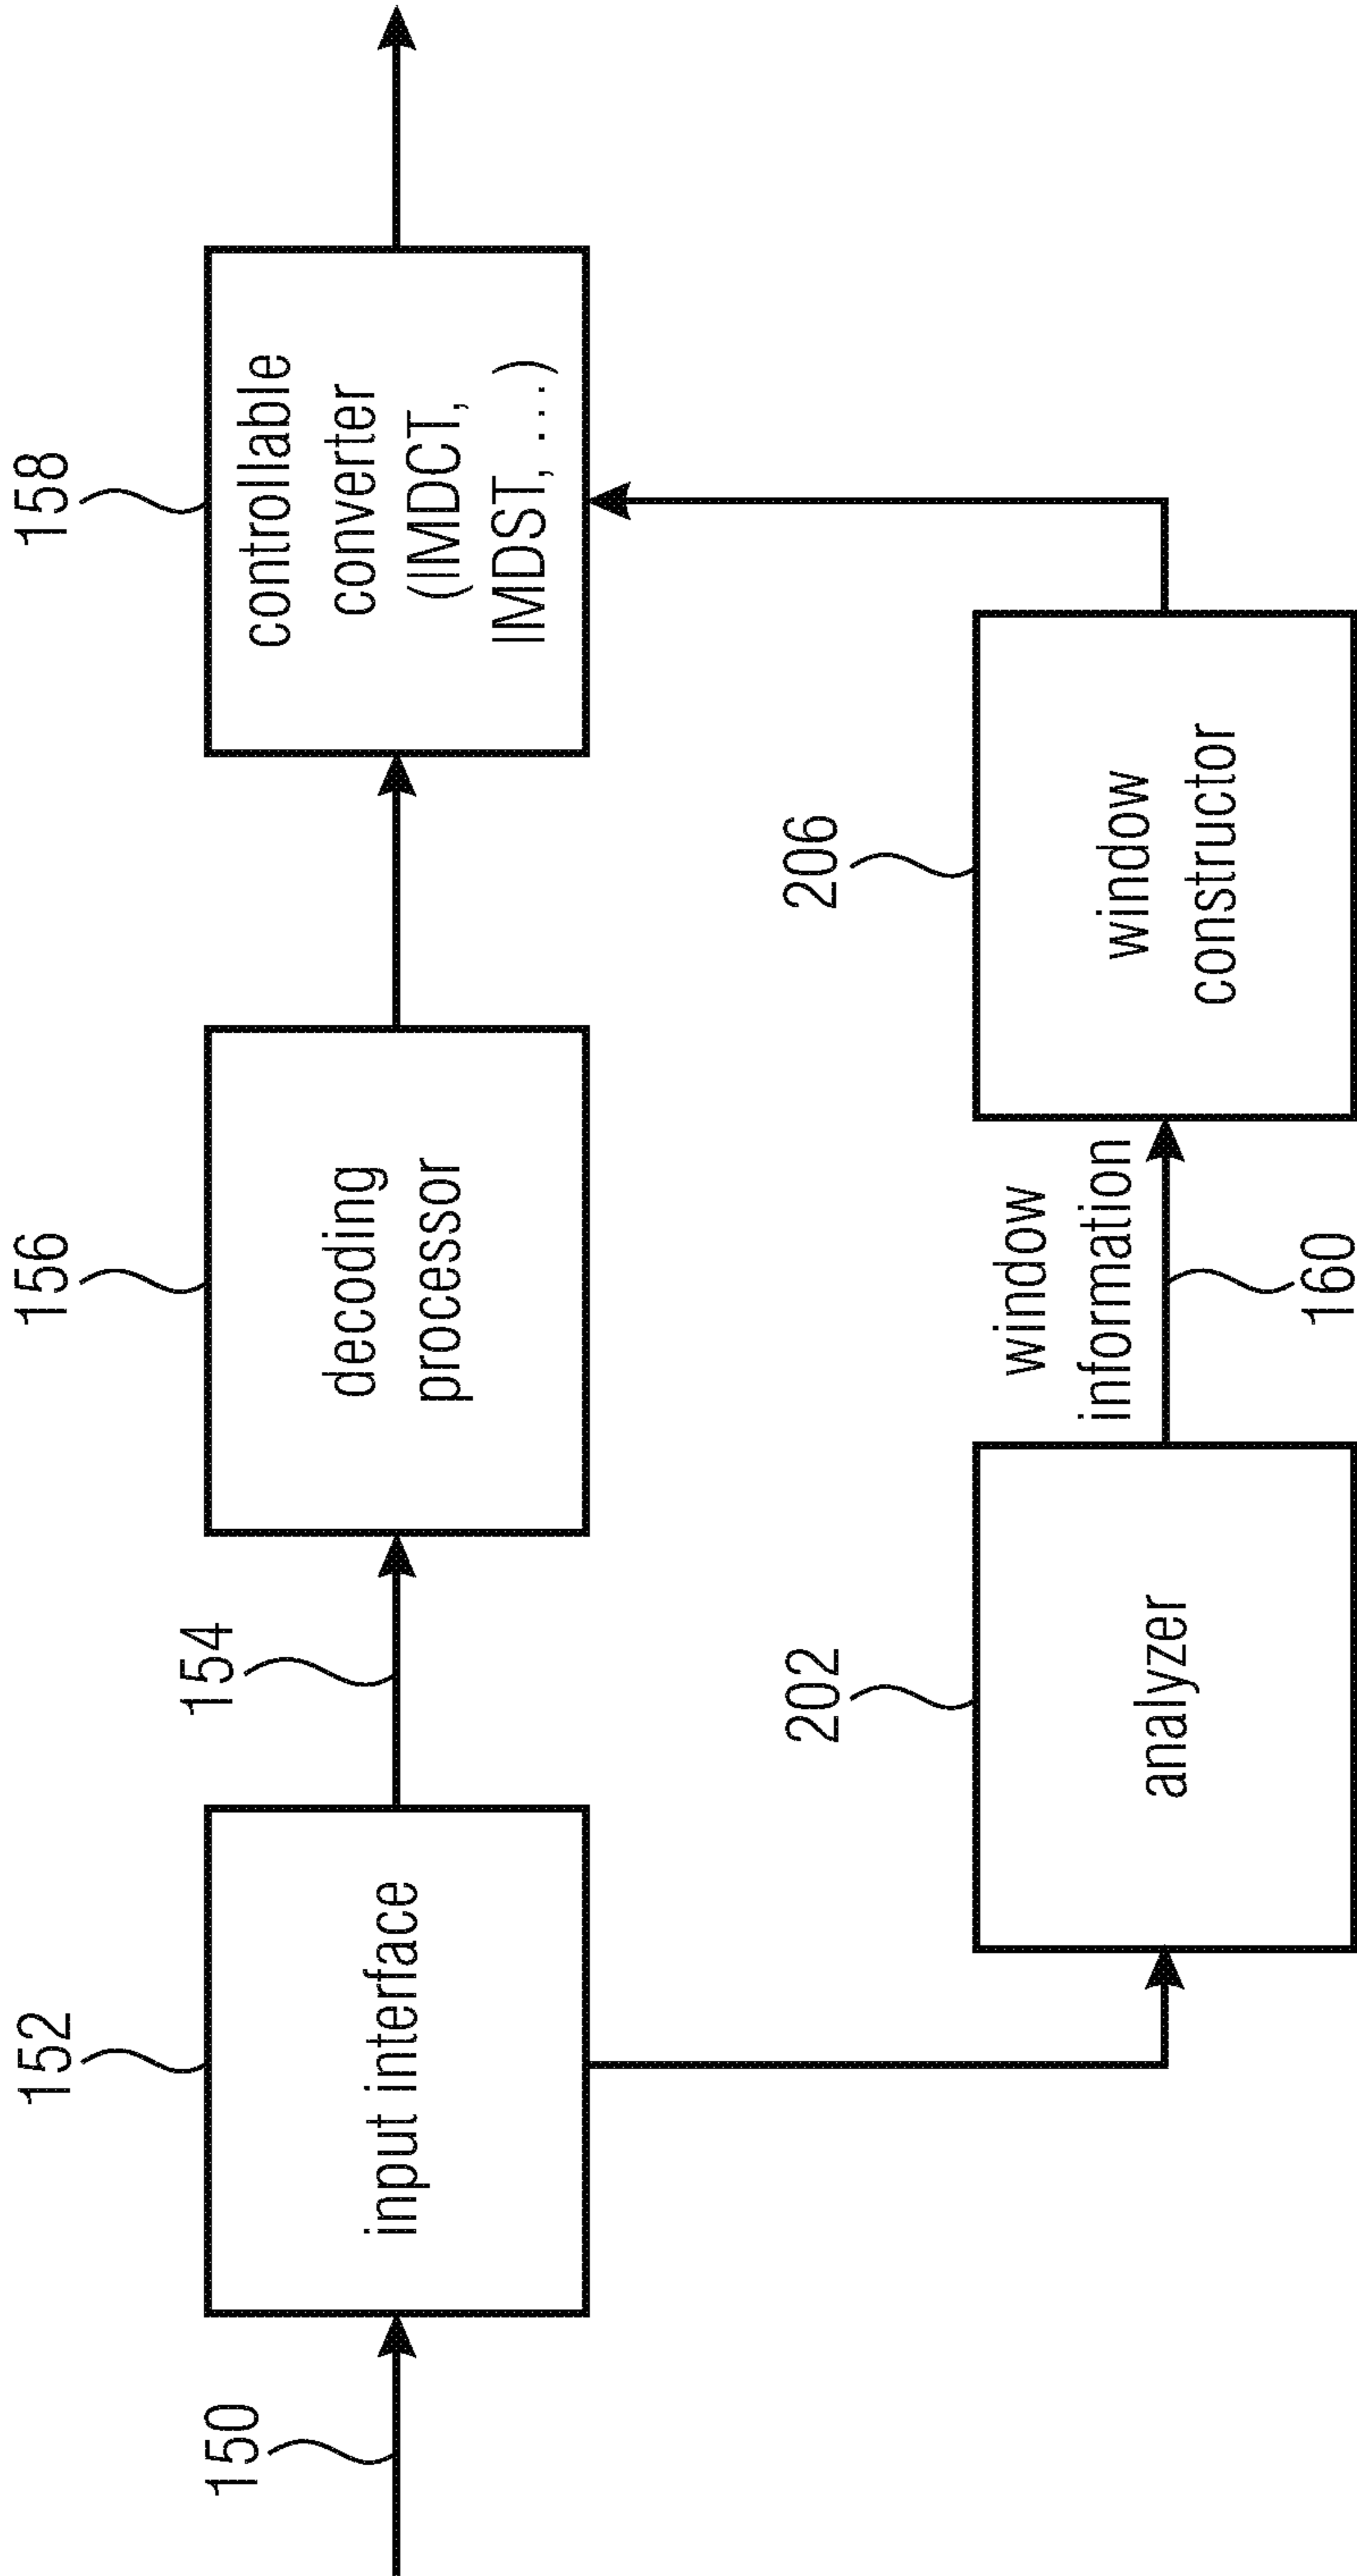 150
152
input interface
154
156
decoding
processor
158
controllable
converter
(IMDCT,
IMDST, ...)
202
analyzer
window
information
160
206
window
constructor